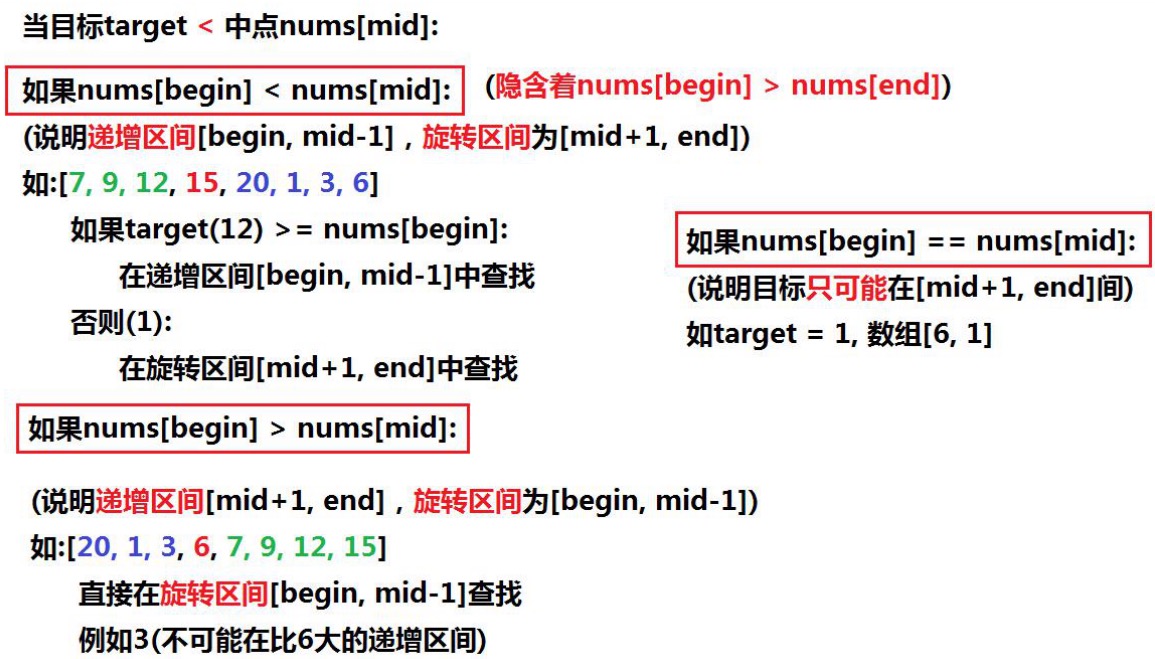 当目标target < 中点nums[mid]:
如果nums[begin] < nums[mid]: (隐含着nums[begin] > nums[end])
(说明递增区间[begin, mid-1]，旋转区间为[mid+1, end])
如:[7, 9, 12, 15, 20, 1, 3, 6]
如果target(12) >= nums[begin]:
在递增区间[begin, mid-1]中查找
否则(1):
在旋转区间[mid+1, end]中查找
如果nums[begin] == nums[mid]:
(说明目标只可能在[mid+1, end]间)
如target = 1, 数组[6, 1]
如果nums[begin] > nums[mid]:
(说明递增区间[mid+1, end]，旋转区间为[begin, mid-1])
如:[20, 1, 3, 6, 7, 9, 12, 15]
直接在旋转区间[begin, mid-1]查找
例如3(不可能在比6大的递增区间)